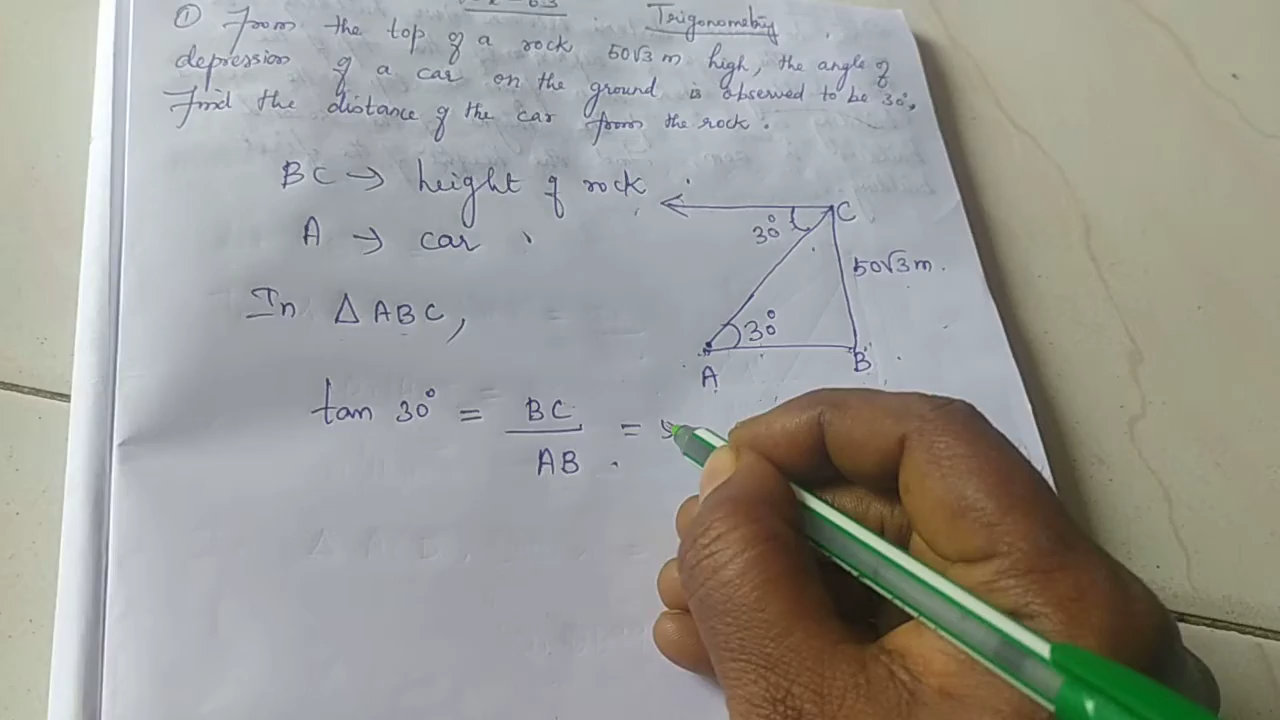 Trigonometry
① From the top of a rock 50√3 m high, the angle of
depression of a car on the ground is observed to be 30°.
Find the distance of the car from the rock.
BC → height of rock
A → car
In △ ABC,
30°
C
50√3 m.
30°
A
B
tan 30° = BC / AB =